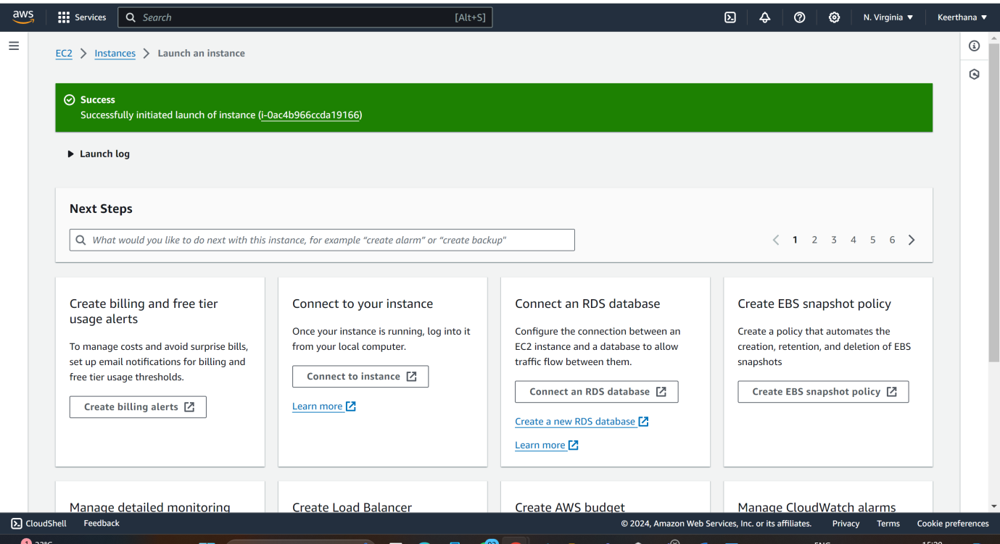 aws
Services
Search
[Alt+S]
N. Virginia
Keerthana
EC2
Instances
Launch an instance
Success
Successfully initiated launch of instance (i-0ac4b966ccda19166)
Launch log
Next Steps
What would you like to do next with this instance, for example “create alarm” or “create backup”
1 2 3 4 5 6
Create billing and free tier
usage alerts
To manage costs and avoid surprise bills,
set up email notifications for billing and
free tier usage thresholds.
Create billing alerts
Connect to your instance
Once your instance is running, log into it
from your local computer.
Connect to instance
Learn more
Connect an RDS database
Configure the connection between an
EC2 instance and a database to allow
traffic flow between them.
Connect an RDS database
Create a new RDS database
Learn more
Create EBS snapshot policy
Create a policy that automates the
creation, retention, and deletion of EBS
snapshots
Create EBS snapshot policy
Manage detailed monitoring
Create Load Balancer
Create AWS budget
Manage CloudWatch alarms
CloudShell
Feedback
© 2024, Amazon Web Services, Inc. or its affiliates.
Privacy
Terms
Cookie preferences
1
ENG